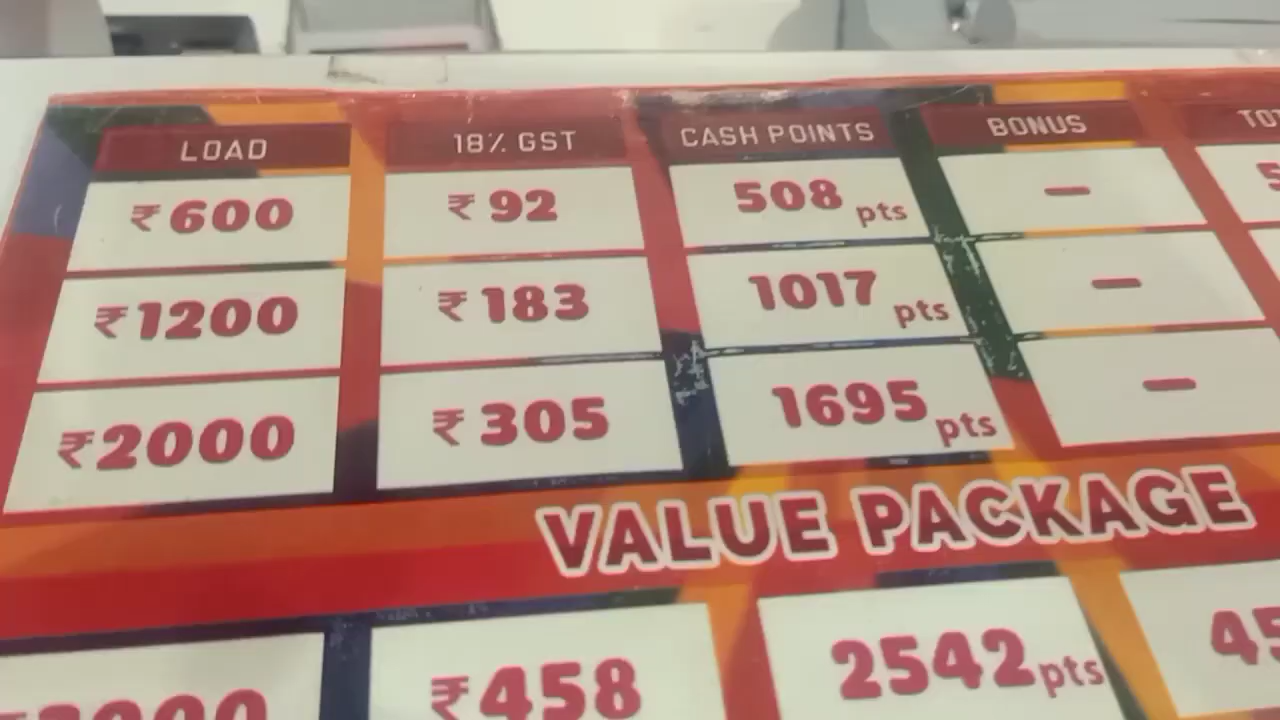 LOAD 18% GST CASH POINTS BONUS
₹600 ₹92 508 pts –
₹1200 ₹183 1017 pts –
₹2000 ₹305 1695 pts –
VALUE PACKAGE
₹458 2542 pts